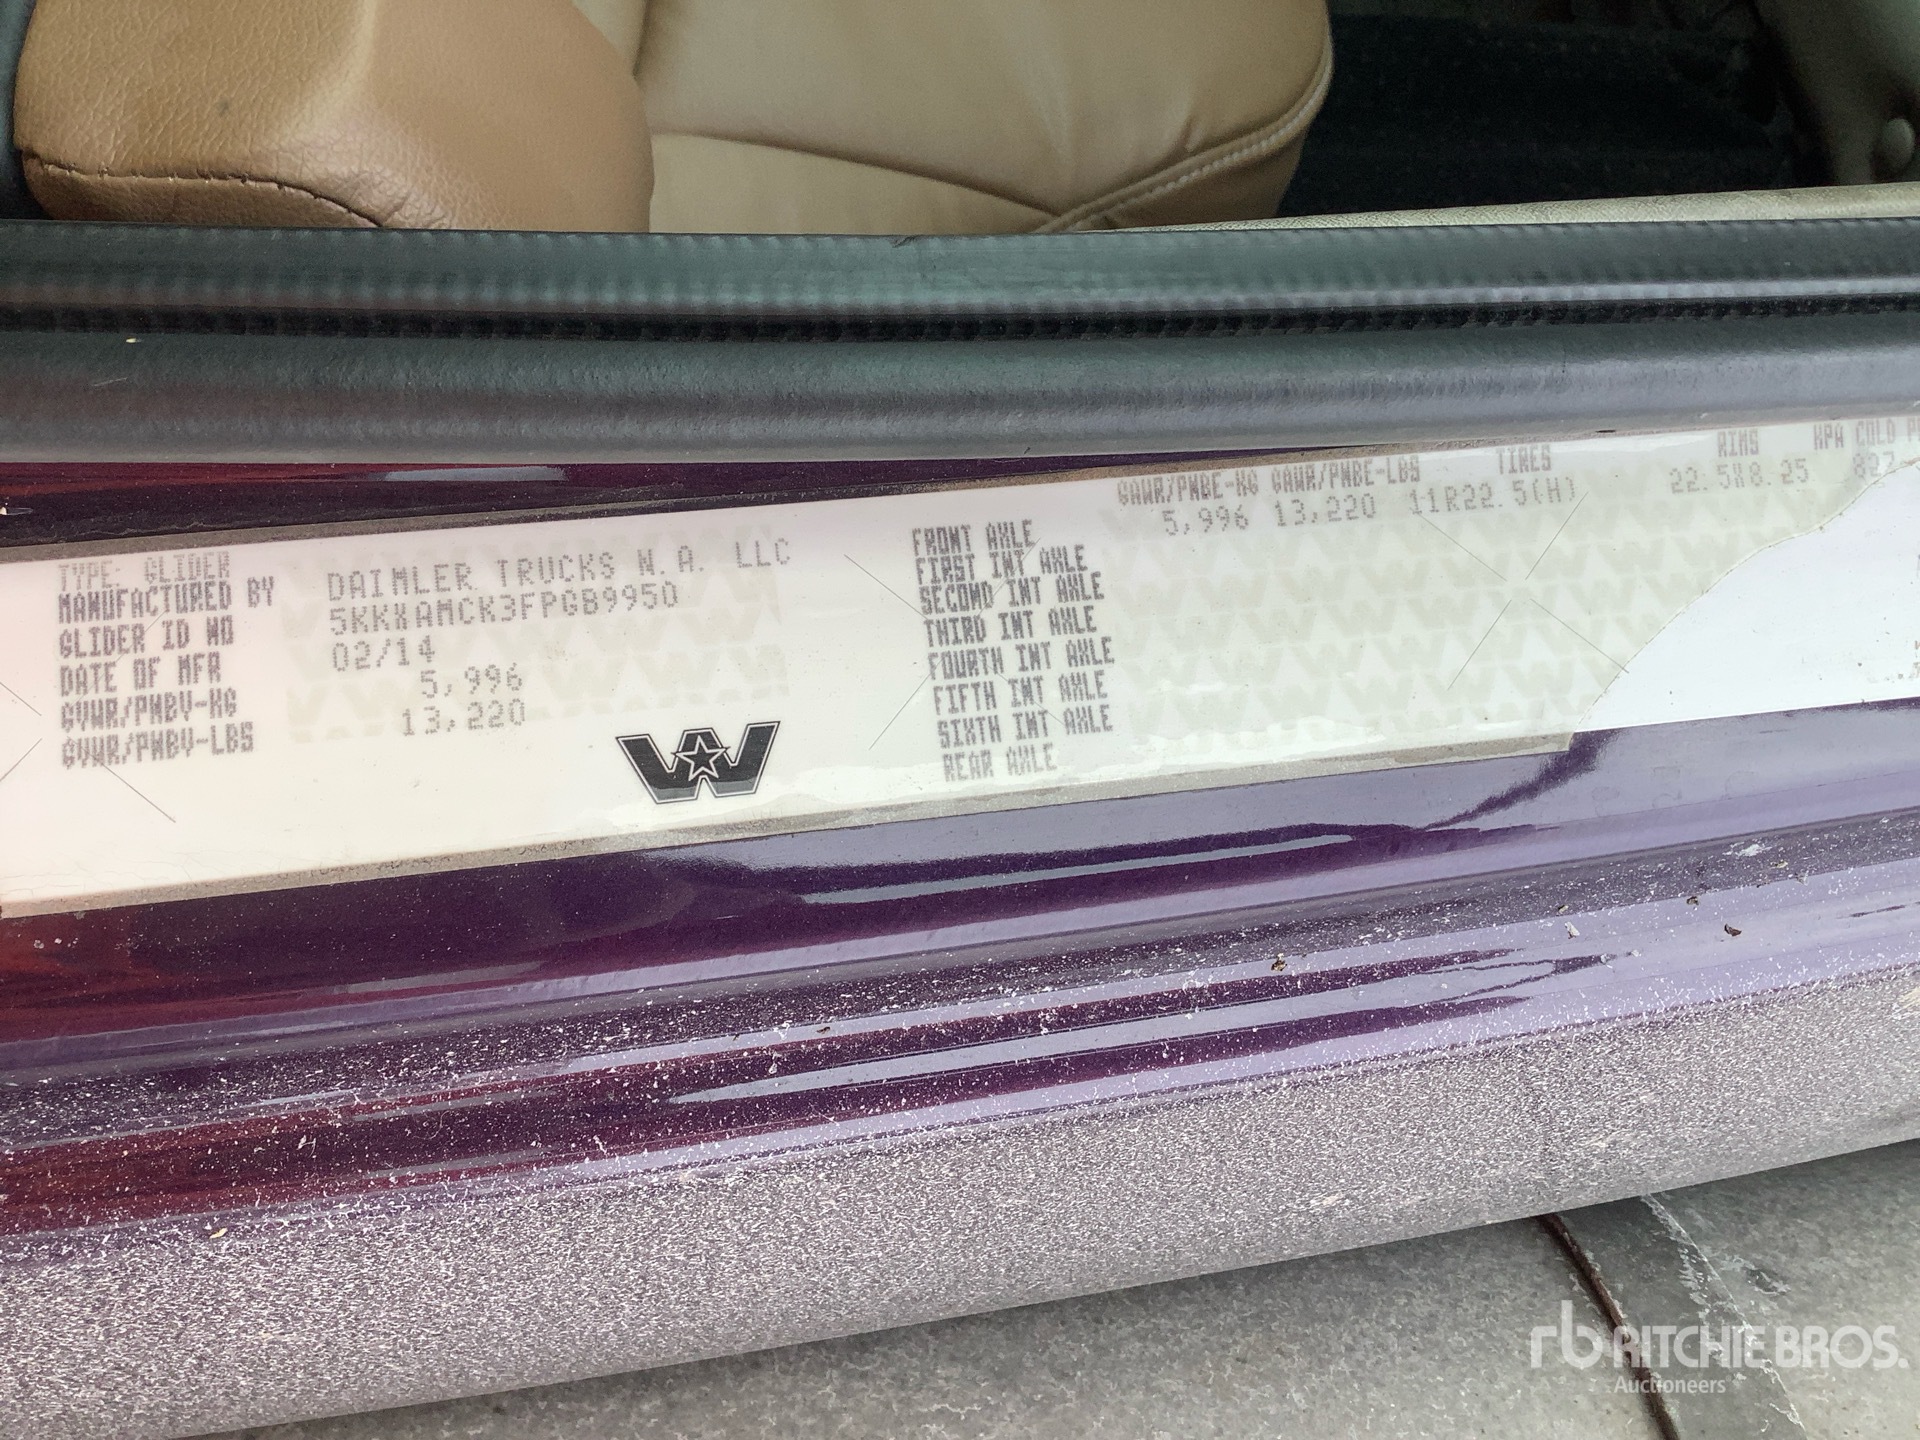 TYPE: GLIDER
MANUFACTURED BY DAIMLER TRUCKS N.A. LLC
GLIDER ID NO 5KKXAMCK3FPGB9950
DATE OF MFR 02/14
GVWR/PNBV-KG 5,996
GVWR/PNBV-LBS 13,220
W
GAWR/PNBE-KG GAWR/PNBE-LBS TIRES RIMS KPA COLD
FRONT AXLE 5,996 13,220 11R22.5(H) 22.5X8.25 827
FIRST INT AXLE
SECOND INT AXLE
THIRD INT AXLE
FOURTH INT AXLE
FIFTH INT AXLE
SIXTH INT AXLE
REAR AXLE
rb RITCHIE BROS.
Auctioneers